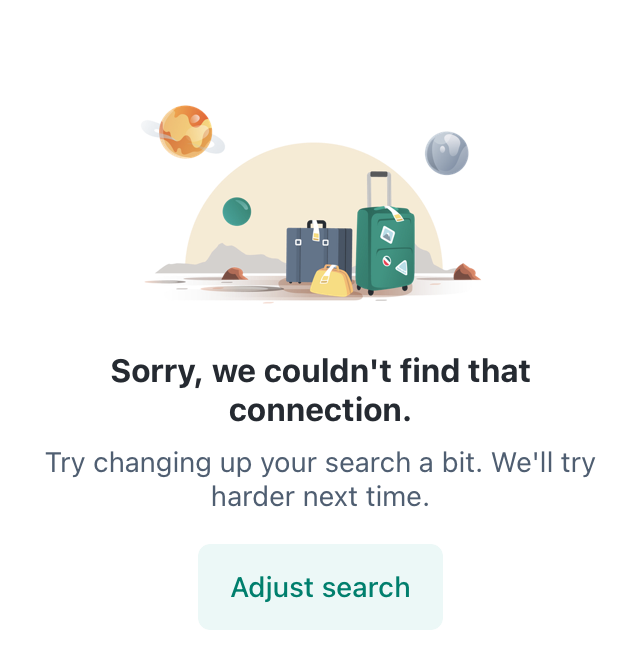 Sorry, we couldn't find that
connection.
Try changing up your search a bit. We'll try
harder next time.
Adjust search